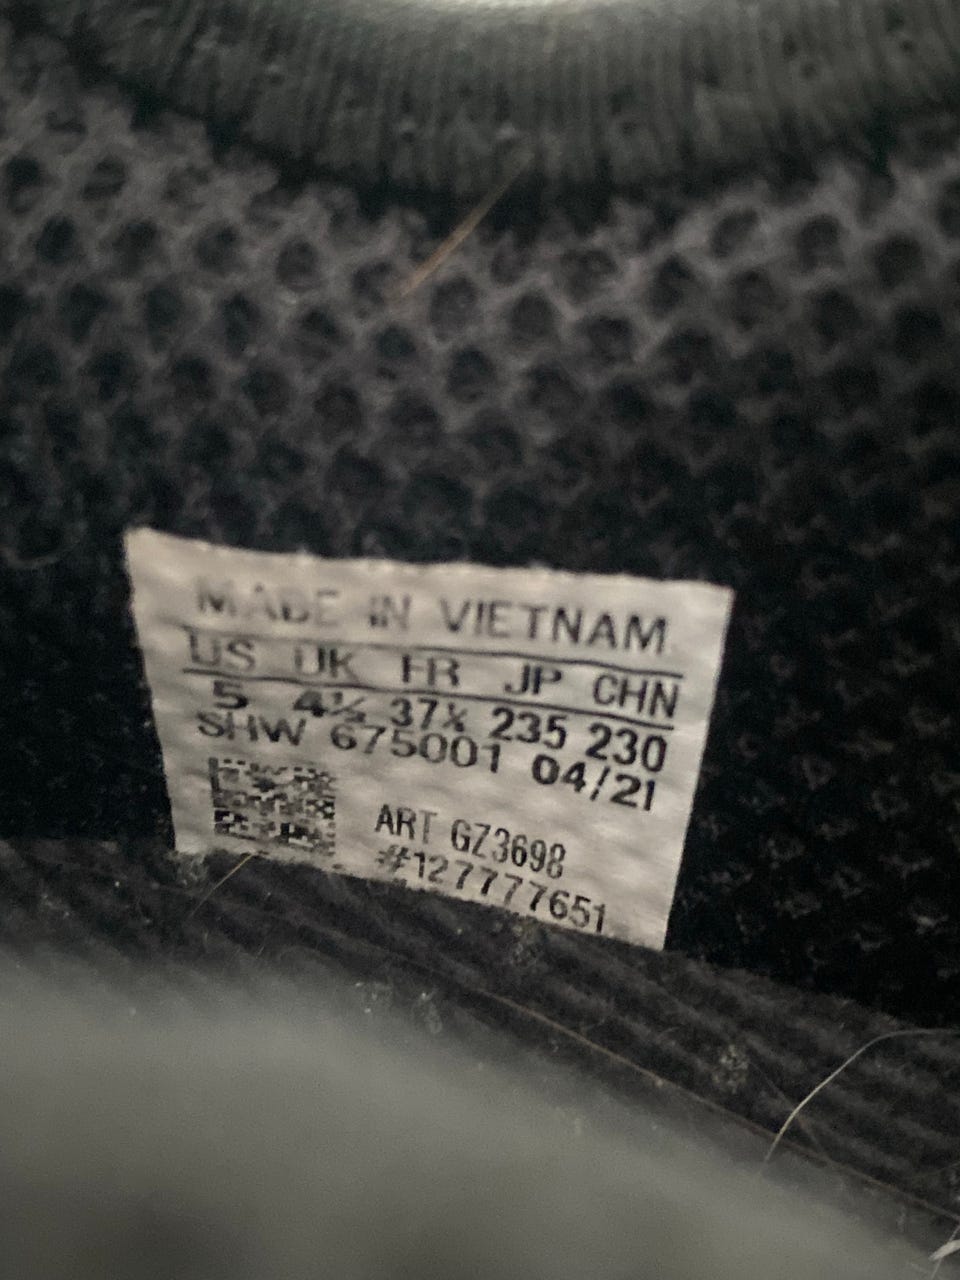 MADE IN VIETNAM
US UK FR JP CHN
5 4½ 37⅓ 235 230
SHW 675001 04/21
ART GZ3698
#127777651